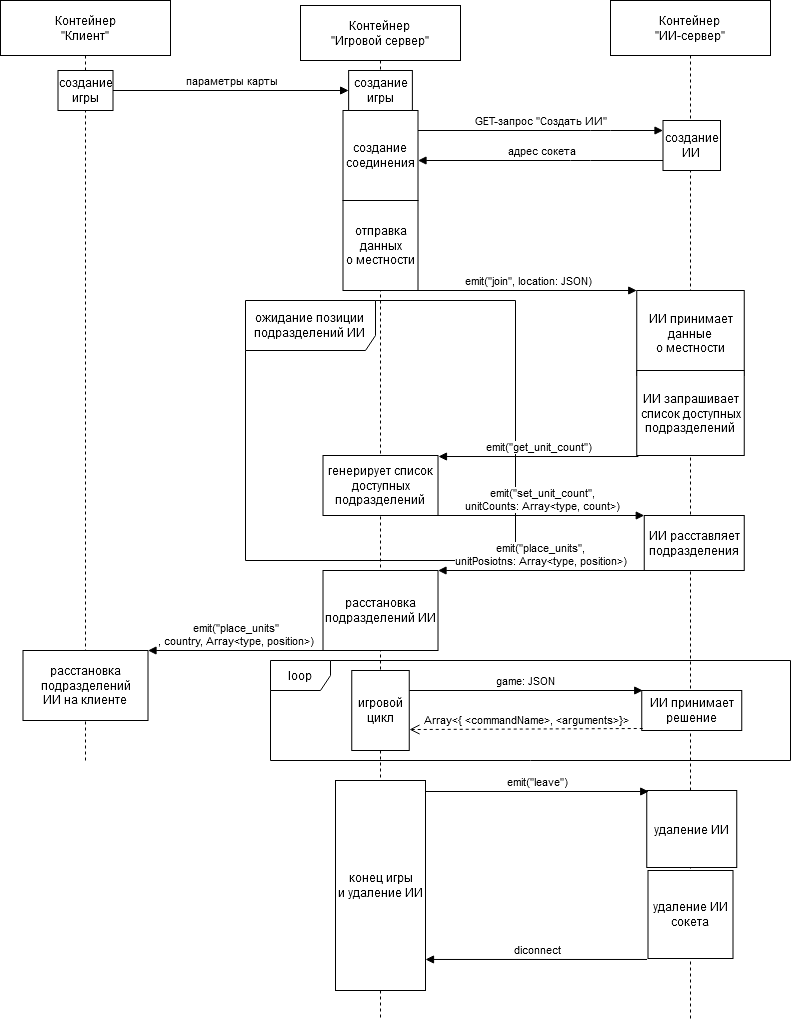 Контейнер
"Клиент"
Контейнер
"Игровой сервер"
Контейнер
"ИИ-сервер"
создание
игры
параметры карты
создание
игры
GET-запрос "Создать ИИ"
создание
ИИ
создание
соединения
адрес сокета
отправка
данных
о местности
emit("join", location: JSON)
ожидание позиции
подразделений ИИ
ИИ принимает
данные
о местности
ИИ запрашивает
список доступных
подразделений
emit("get_unit_count")
генерирует список
доступных
подразделений
emit("set_unit_count",
unitCounts: Array<type, count>)
ИИ расставляет
подразделения
emit("place_units",
unitPosiotns: Array<type, position>)
расстановка
подразделений ИИ
emit("place_units"
, country, Array<type, position>)
расстановка
подразделений
ИИ на клиенте
loop
игровой
цикл
game: JSON
ИИ принимает
решение
Array<{ <commandName>, <arguments>}>
emit("leave")
удаление ИИ
конец игры
и удаление ИИ
удаление ИИ
сокета
diconnect